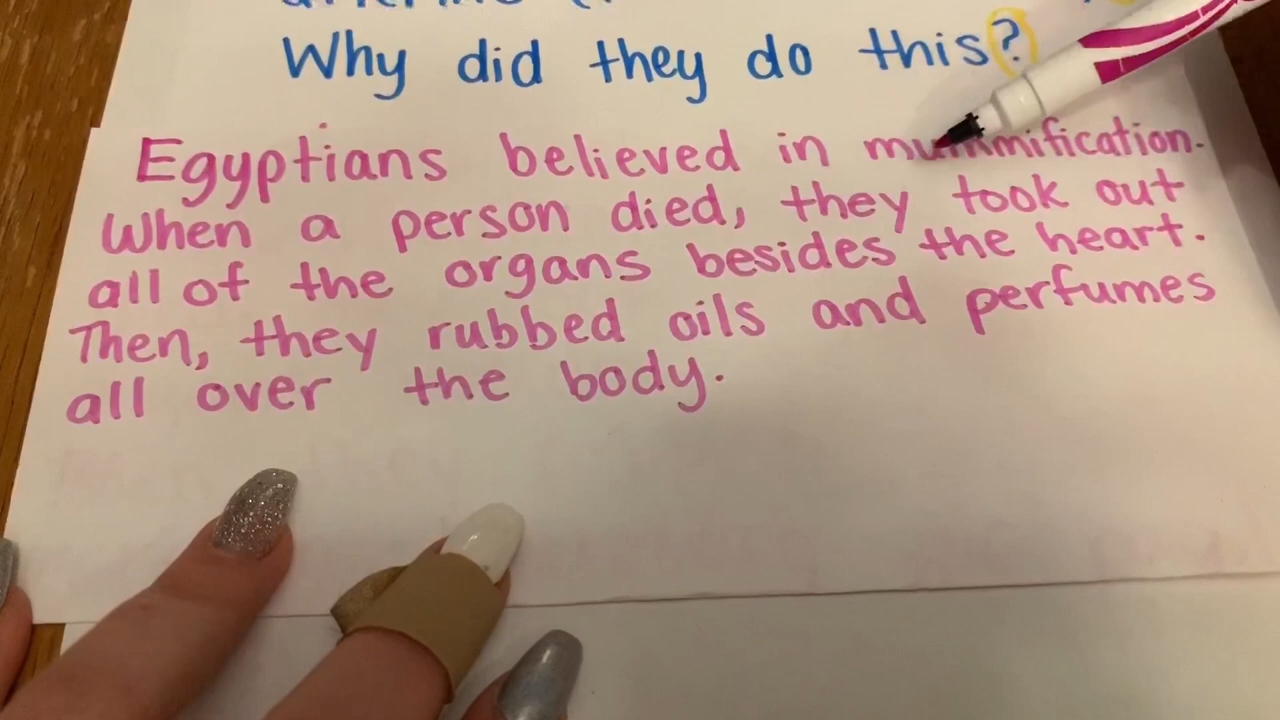 Why did they do this?
Egyptians believed in mummification.
When a person died, they took out
all of the organs besides the heart.
Then, they rubbed oils and perfumes
all over the body.